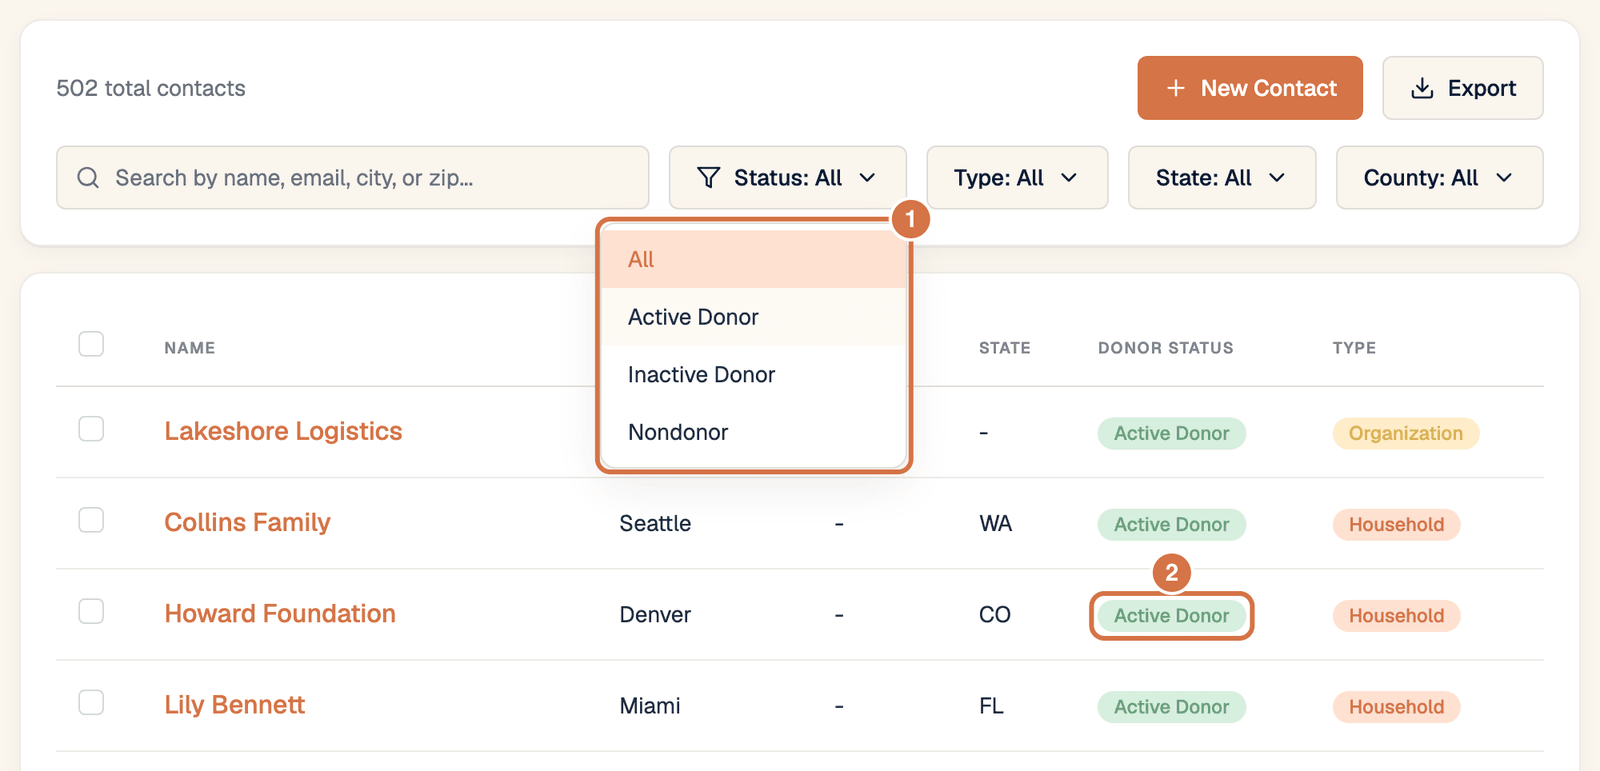 502 total contacts
+ New Contact
Export
Search by name, email, city, or zip...
Status: All
Type: All
State: All
County: All
1
All
Active Donor
Inactive Donor
Nondonor
NAME
STATE
DONOR STATUS
TYPE
Lakeshore Logistics
-
Active Donor
Organization
Collins Family
Seattle
-
WA
Active Donor
Household
2
Howard Foundation
Denver
-
CO
Active Donor
Household
Lily Bennett
Miami
-
FL
Active Donor
Household